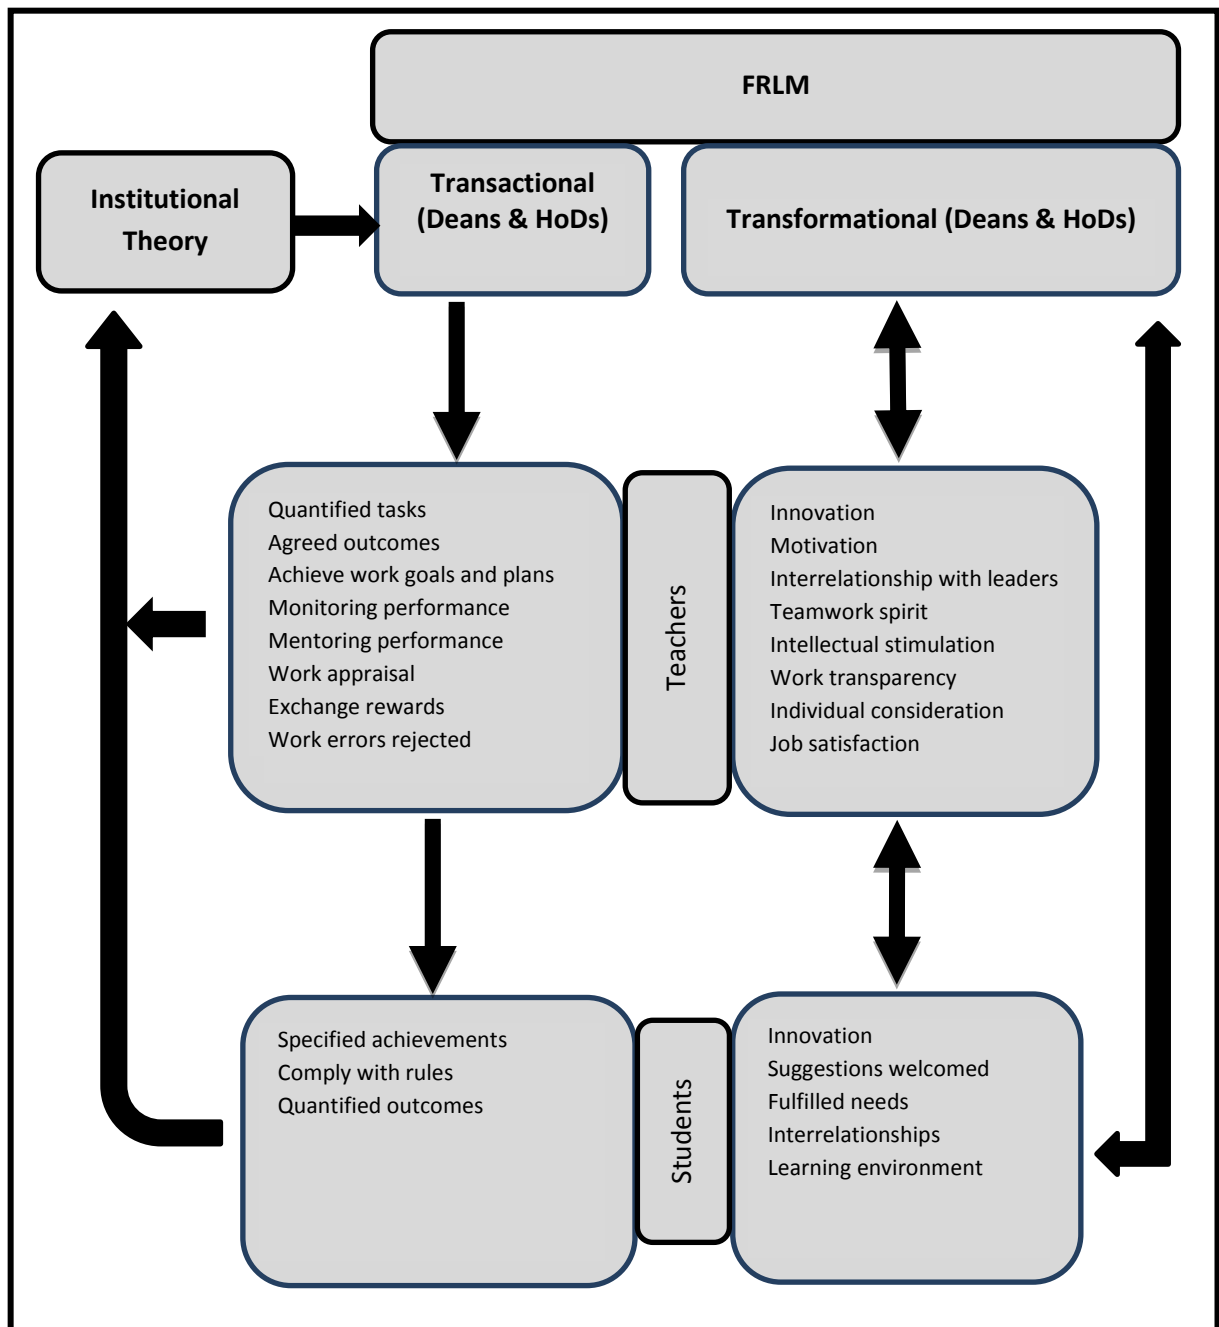 FRLM
Institutional
Theory
Transactional
(Deans & HoDs)
Transformational (Deans & HoDs)
Quantified tasks
Agreed outcomes
Achieve work goals and plans
Monitoring performance
Mentoring performance
Work appraisal
Exchange rewards
Work errors rejected
Teachers
Innovation
Motivation
Interrelationship with leaders
Teamwork spirit
Intellectual stimulation
Work transparency
Individual consideration
Job satisfaction
Specified achievements
Comply with rules
Quantified outcomes
Students
Innovation
Suggestions welcomed
Fulfilled needs
Interrelationships
Learning environment